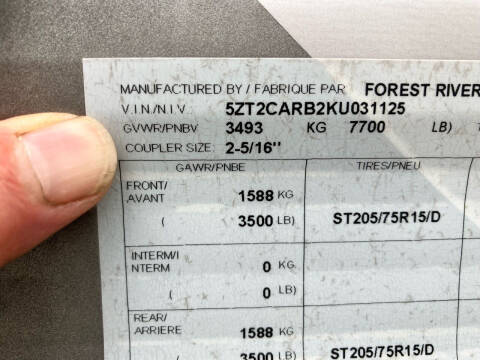 MANUFACTURED BY / FABRIQUE PAR FOREST RIVER
V.I.N./N.I.V. 5ZT2CARB2KU031125
GVWR/PNBV 3493 KG 7700 LB)
COUPLER SIZE: 2-5/16"
GAWR/PNBE TIRES/PNEU
FRONT/
AVANT 1588 KG
( 3500 LB) ST205/75R15/D
INTERM/I
NTERM 0 KG
( 0 LB)
REAR/
ARRIERE 1588 KG
3500 LB) ST205/75R15/D